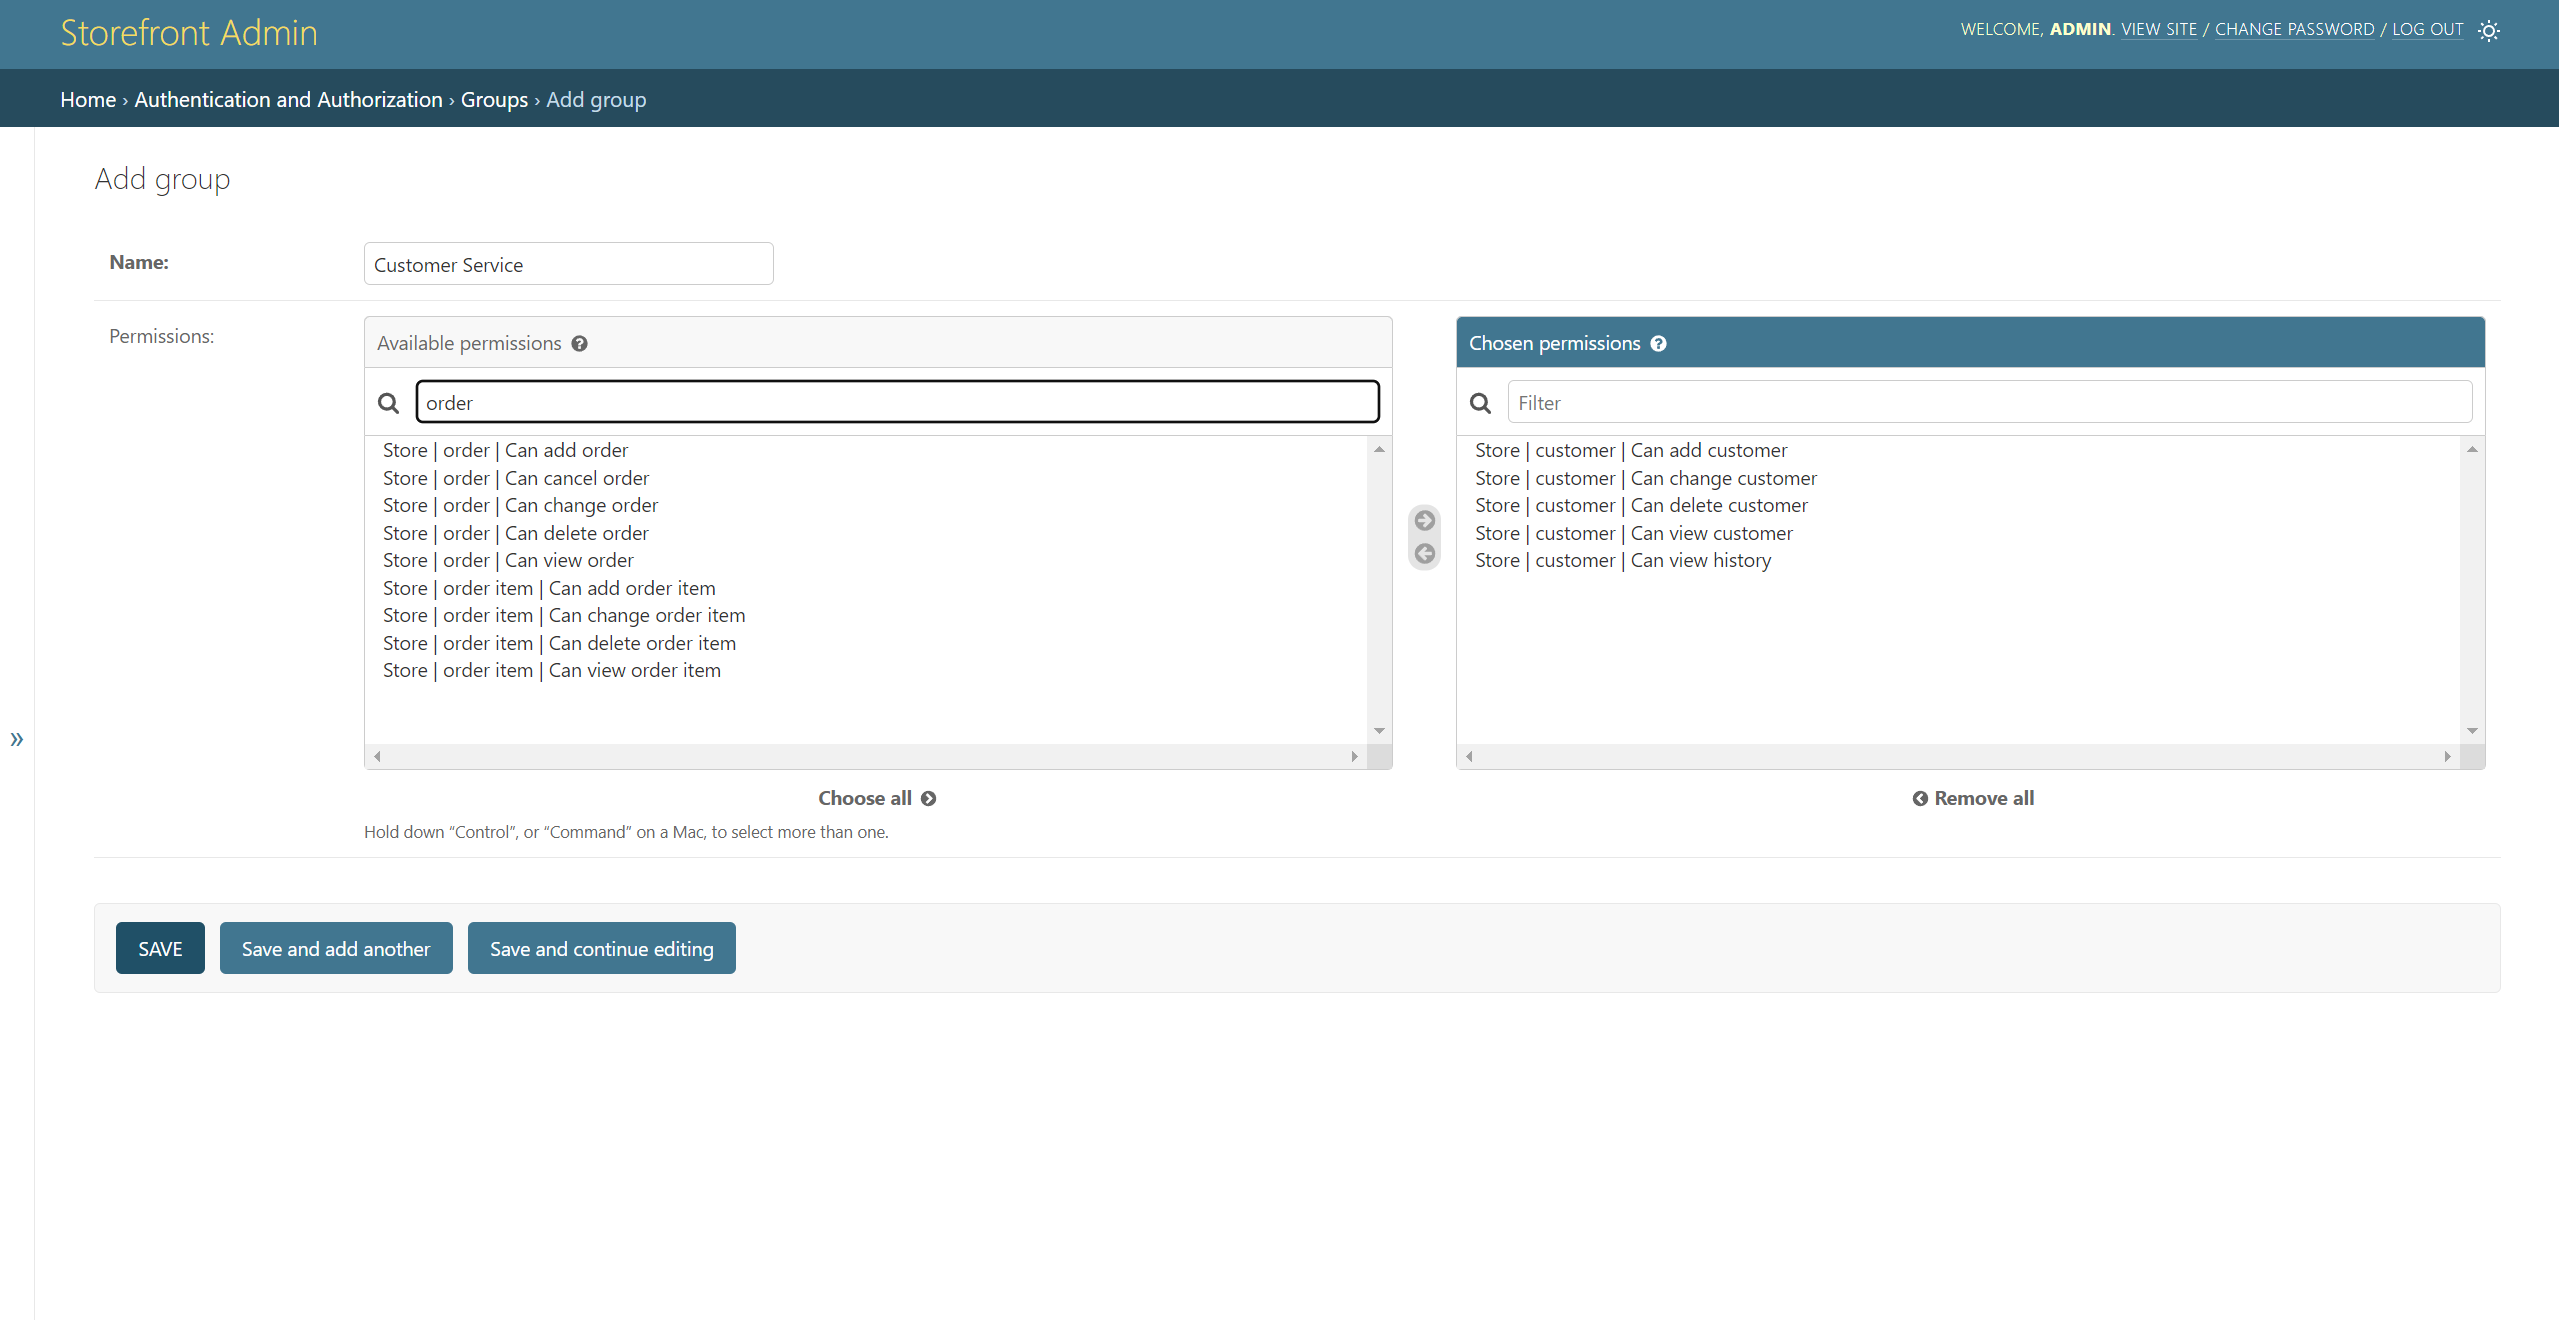 Storefront Admin
WELCOME, ADMIN. VIEW SITE / CHANGE PASSWORD / LOG OUT
Home › Authentication and Authorization › Groups › Add group
Add group
Name:
Customer Service
Permissions:
Available permissions ?
order
Store | order | Can add order
Store | order | Can cancel order
Store | order | Can change order
Store | order | Can delete order
Store | order | Can view order
Store | order item | Can add order item
Store | order item | Can change order item
Store | order item | Can delete order item
Store | order item | Can view order item
Choose all
Hold down “Control”, or “Command” on a Mac, to select more than one.
Chosen permissions ?
Filter
Store | customer | Can add customer
Store | customer | Can change customer
Store | customer | Can delete customer
Store | customer | Can view customer
Store | customer | Can view history
Remove all
»
SAVE
Save and add another
Save and continue editing